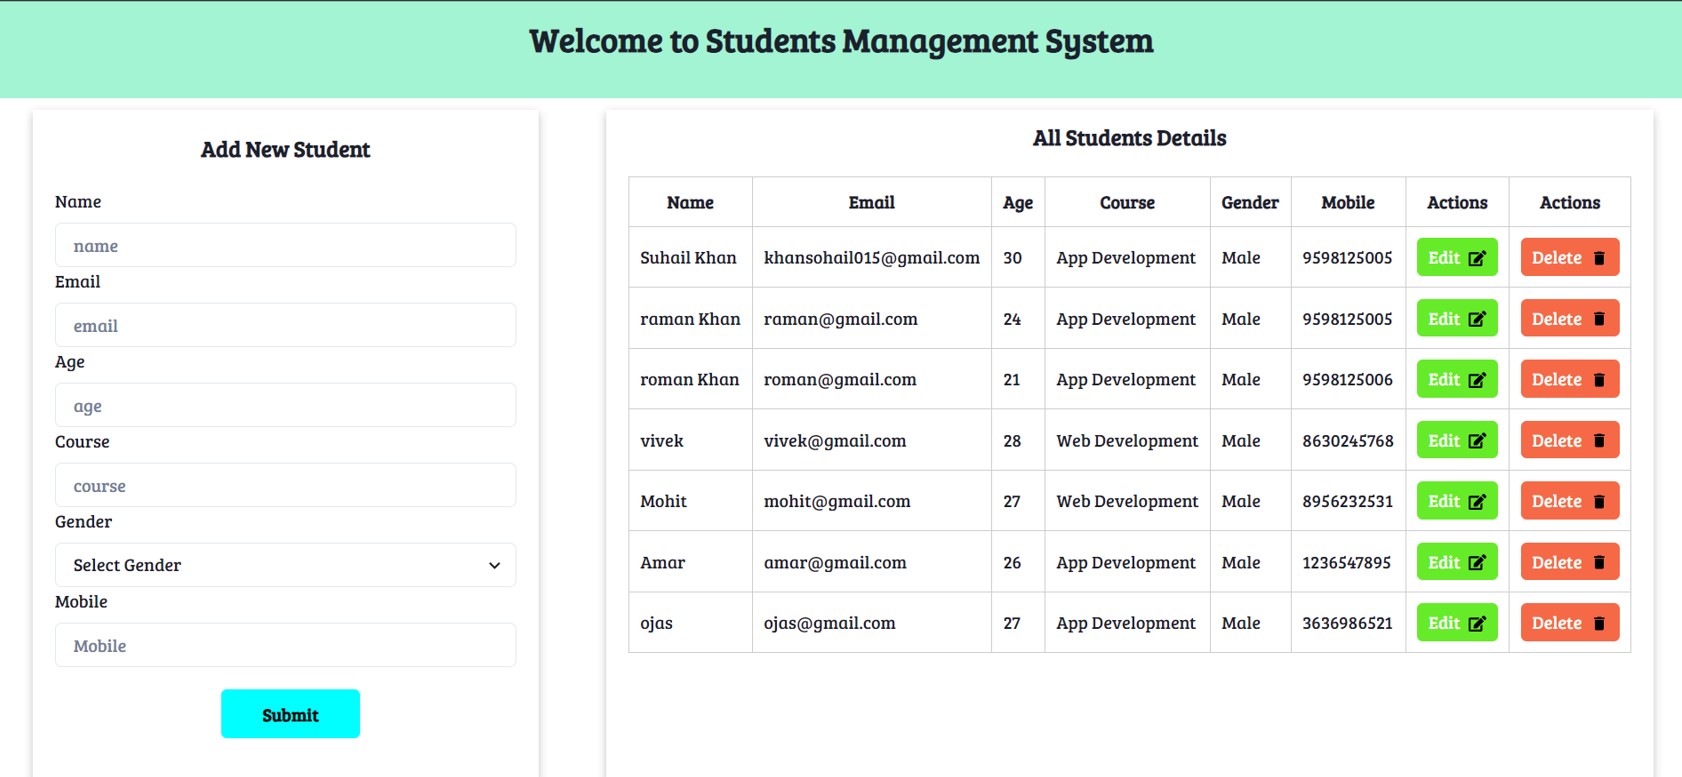 Welcome to Students Management System
Add New Student
Name
name
Email
email
Age
age
Course
course
Gender
Select Gender
Mobile
Mobile
Submit
All Students Details
Name Email Age Course Gender Mobile Actions Actions
Suhail Khan khansohail015@gmail.com 30 App Development Male 9598125005 Edit Delete
raman Khan raman@gmail.com 24 App Development Male 9598125005 Edit Delete
roman Khan roman@gmail.com 21 App Development Male 9598125006 Edit Delete
vivek vivek@gmail.com 28 Web Development Male 8630245768 Edit Delete
Mohit mohit@gmail.com 27 Web Development Male 8956232531 Edit Delete
Amar amar@gmail.com 26 App Development Male 1236547895 Edit Delete
ojas ojas@gmail.com 27 App Development Male 3636986521 Edit Delete